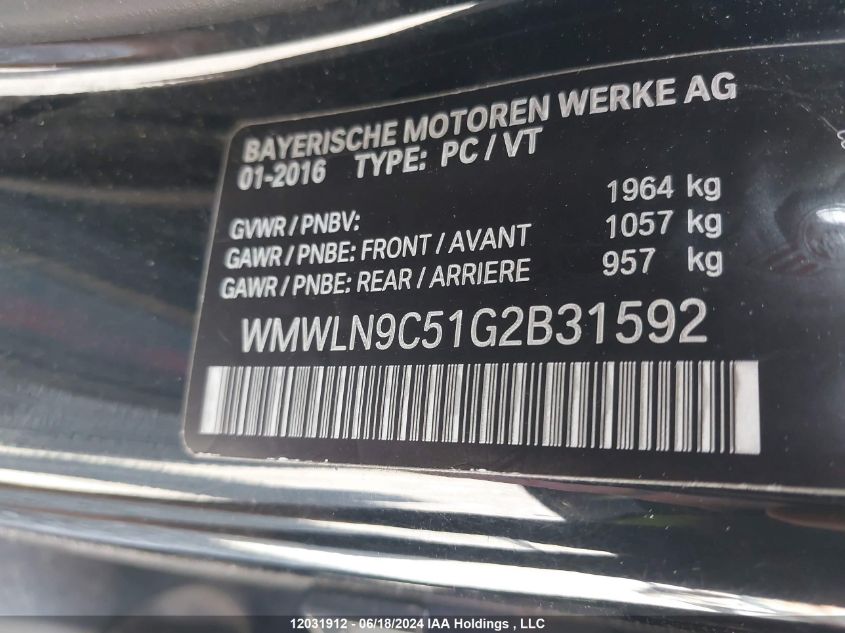 BAYERISCHE MOTOREN WERKE AG
01-2016 TYPE: PC / VT
GVWR / PNBV: 1964 kg
GAWR / PNBE: FRONT / AVANT 1057 kg
GAWR / PNBE: REAR / ARRIERE 957 kg
WMWLN9C51G2B31592
12031912 - 06/18/2024 IAA Holdings, LLC.